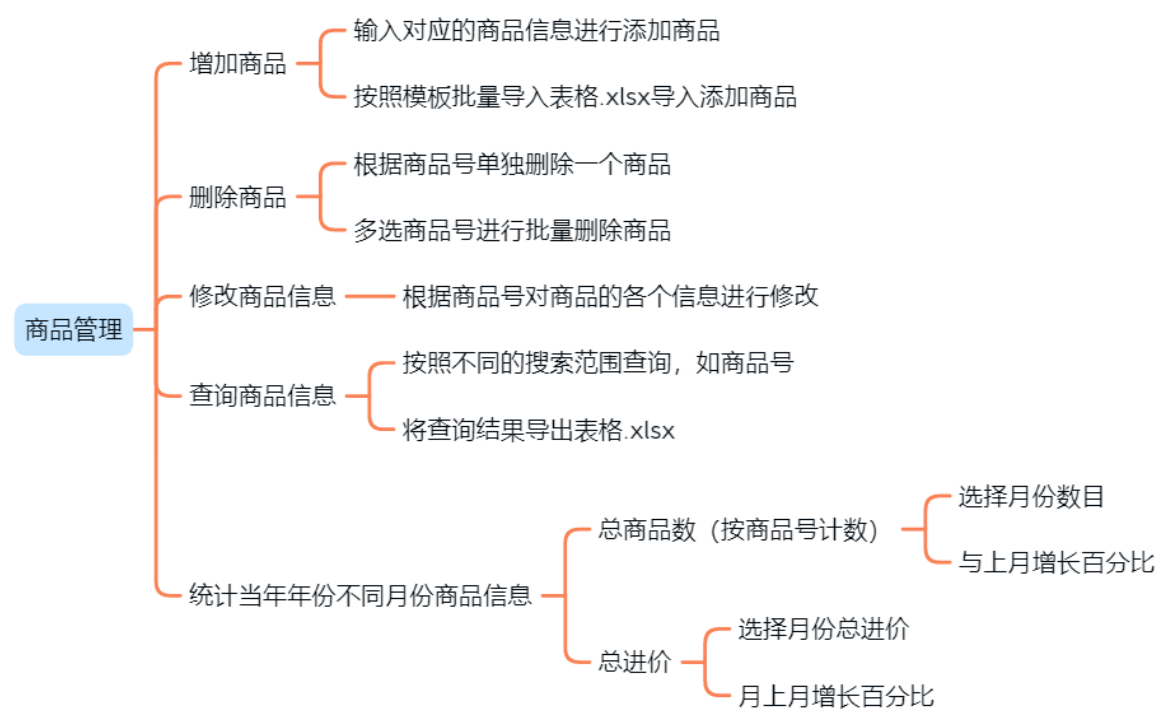 输入对应的商品信息进行添加商品
增加商品
按照模板批量导入表格.xlsx导入添加商品
根据商品号单独删除一个商品
删除商品
多选商品号进行批量删除商品
修改商品信息
根据商品号对商品的各个信息进行修改
商品管理
按照不同的搜索范围查询，如商品号
查询商品信息
将查询结果导出表格.xlsx
选择月份数目
总商品数（按商品号计数）
与上月增长百分比
统计当年年份不同月份商品信息
选择月份总进价
总进价
月上月增长百分比